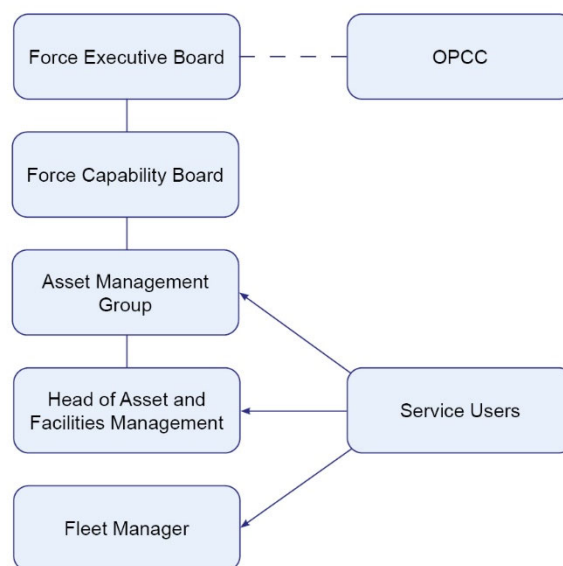 Force Executive Board
OPCC
Force Capability Board
Asset Management
Group
Head of Asset and
Facilities Management
Service Users
Fleet Manager